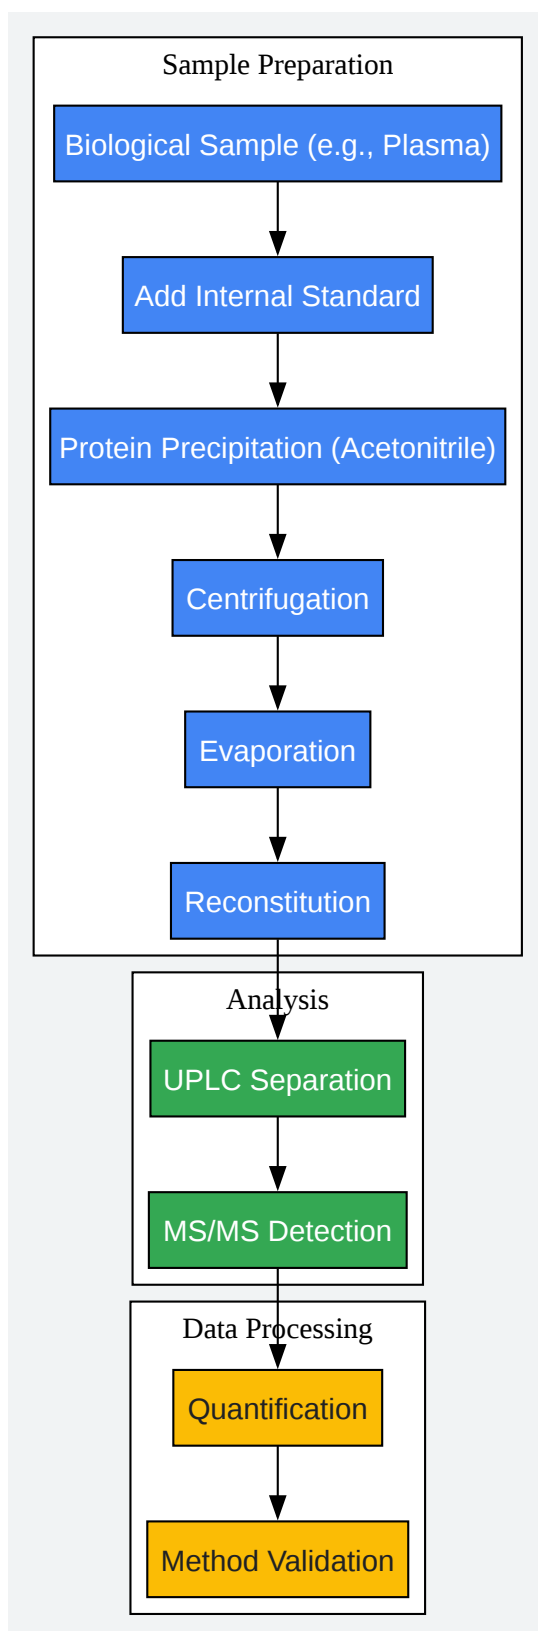 Sample Preparation
Biological Sample (e.g., Plasma)
Add Internal Standard
Protein Precipitation (Acetonitrile)
Centrifugation
Evaporation
Reconstitution
Analysis
UPLC Separation
MS/MS Detection
Data Processing
Quantification
Method Validation